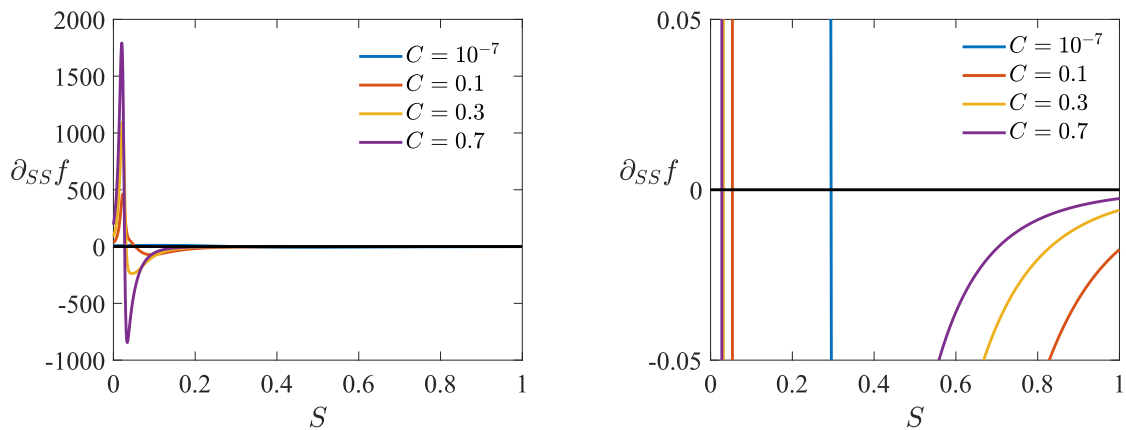 2000
1500
1000
500
0
-500
-1000
∂_{SS}f
0 0.2 0.4 0.6 0.8 1
S
C = 10^{-7}
C = 0.1
C = 0.3
C = 0.7
0.05
0
-0.05
∂_{SS}f
0 0.2 0.4 0.6 0.8 1
S
C = 10^{-7}
C = 0.1
C = 0.3
C = 0.7